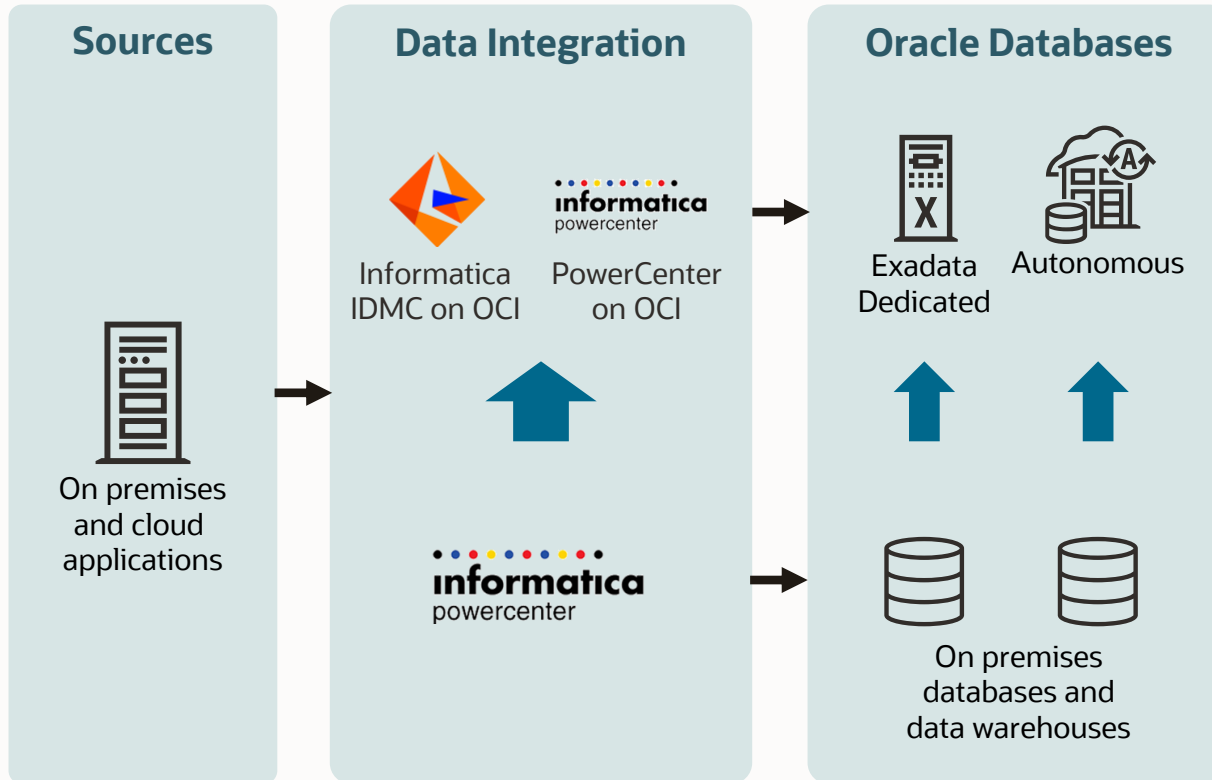 Sources
On premises
and cloud
applications
Data Integration
Informatica
IDMC on OCI
informatica
powercenter
PowerCenter
on OCI
informatica
powercenter
Oracle Databases
X
Exadata
Dedicated
A
Autonomous
On premises
databases and
data warehouses